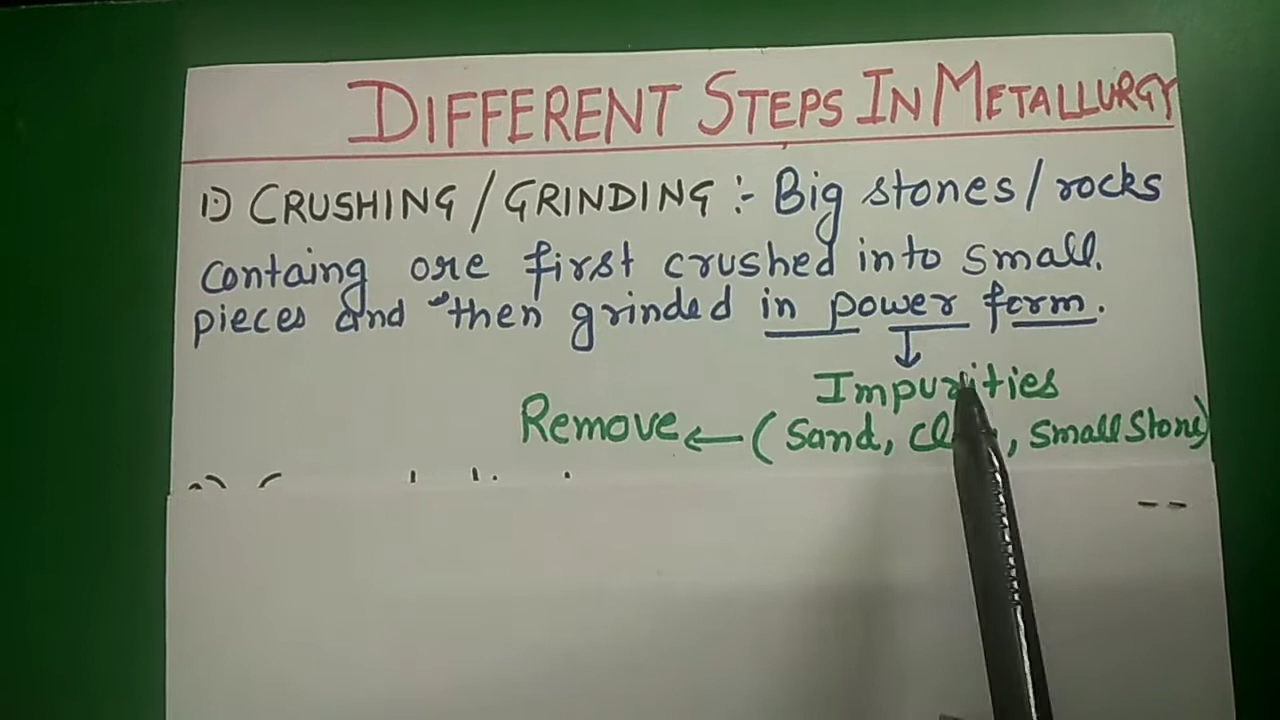 DIFFERENT STEPS IN METALLURGY
1) CRUSHING / GRINDING :- Big stones/rocks
Containg ore first crushed into small
pieces and then grinded in power form.
↓
Impurities
Remove ← (Sand, , Small Stone)